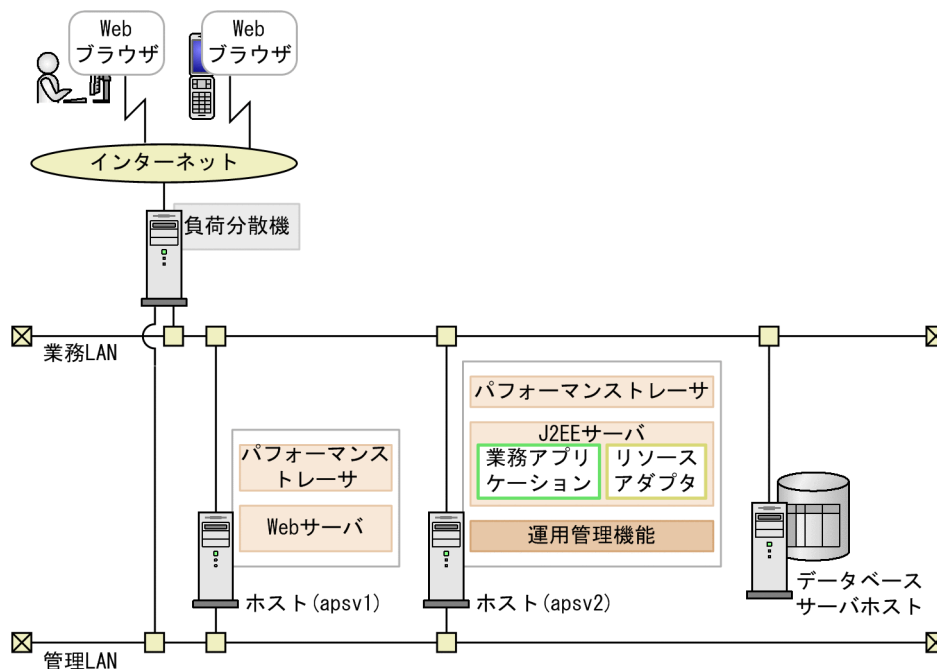 Web
ブラウザ
Web
ブラウザ
インターネット
負荷分散機
業務LAN
パフォーマンストレーサ
J2EEサーバ
業務アプリ
ケーション
リソース
アダプタ
運用管理機能
パフォーマンス
トレーサ
Webサーバ
ホスト(apsv1)
ホスト(apsv2)
データベース
サーバホスト
管理LAN